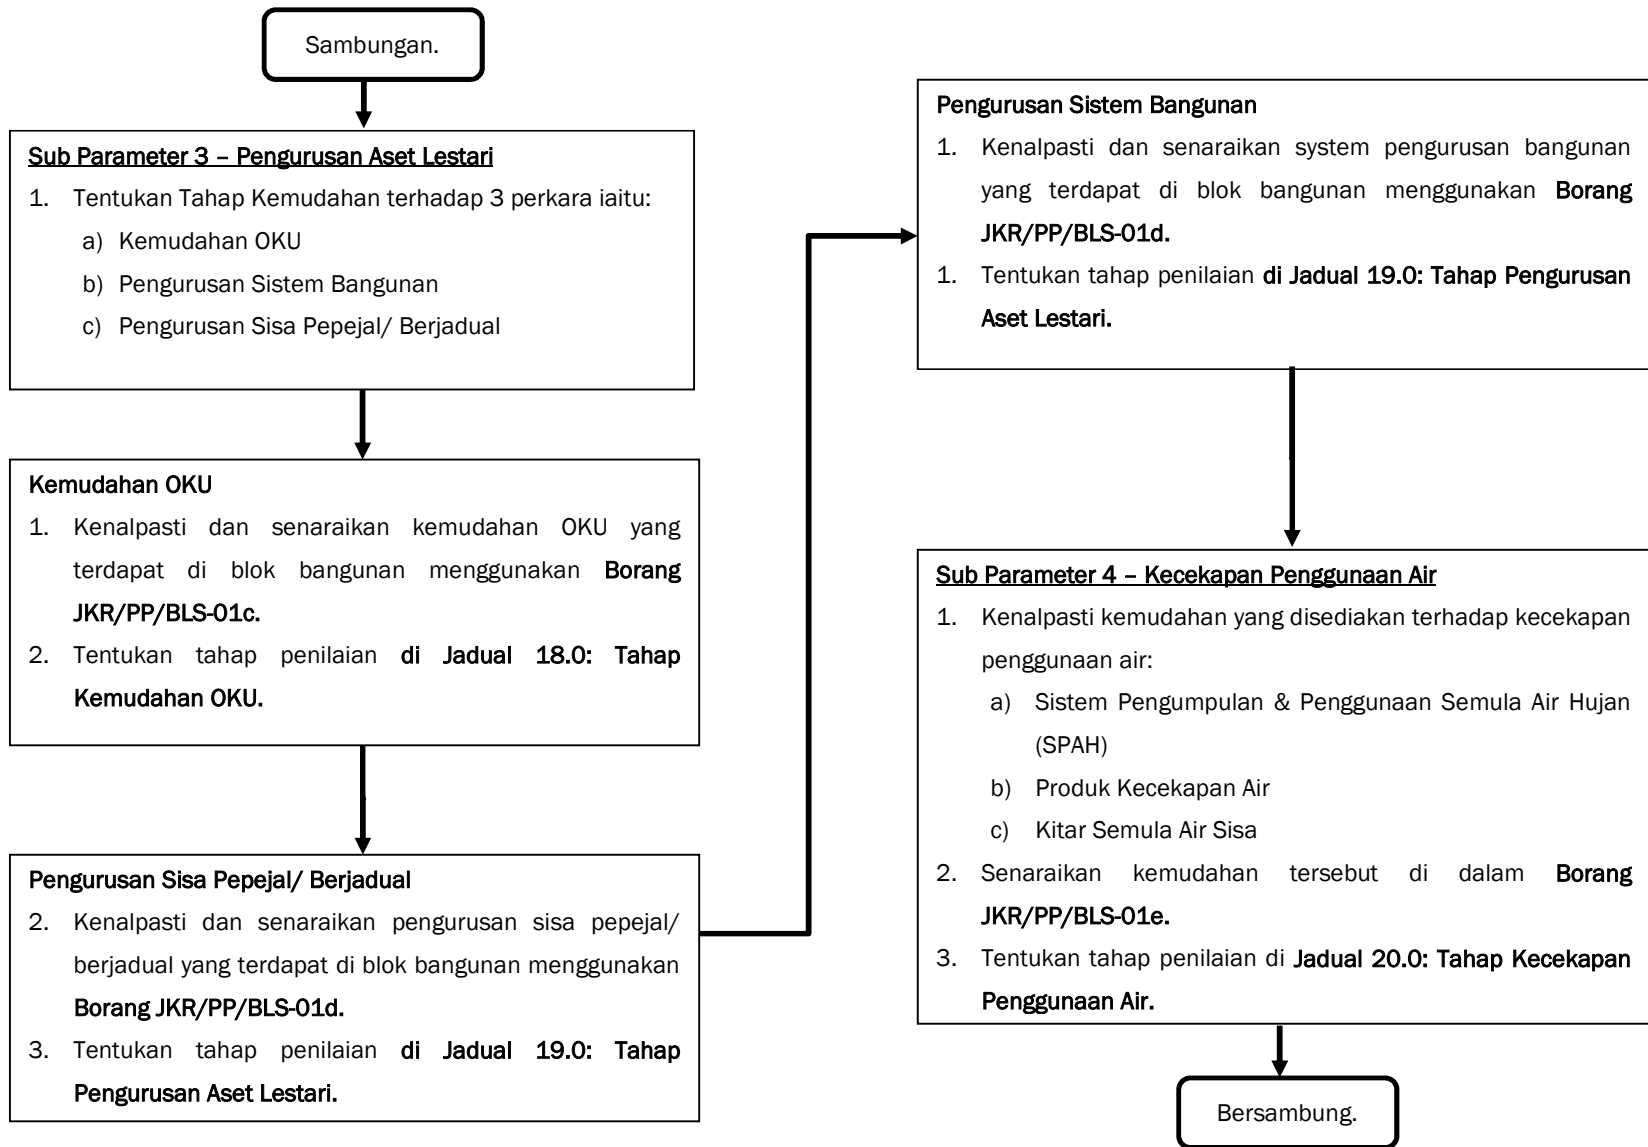 Sambungan.
Sub Parameter 3 – Pengurusan Aset Lestari
1. Tentukan Tahap Kemudahan terhadap 3 perkara iaitu:
a) Kemudahan OKU
b) Pengurusan Sistem Bangunan
c) Pengurusan Sisa Pepejal/ Berjadual
Kemudahan OKU
1. Kenalpasti dan senaraikan kemudahan OKU yang
terdapat di blok bangunan menggunakan Borang
JKR/PP/BLS-01c.
2. Tentukan tahap penilaian di Jadual 18.0: Tahap
Kemudahan OKU.
Pengurusan Sisa Pepejal/ Berjadual
2. Kenalpasti dan senaraikan pengurusan sisa pepejal/
berjadual yang terdapat di blok bangunan menggunakan
Borang JKR/PP/BLS-01d.
3. Tentukan tahap penilaian di Jadual 19.0: Tahap
Pengurusan Aset Lestari.
Pengurusan Sistem Bangunan
1. Kenalpasti dan senaraikan system pengurusan bangunan
yang terdapat di blok bangunan menggunakan Borang
JKR/PP/BLS-01d.
1. Tentukan tahap penilaian di Jadual 19.0: Tahap Pengurusan
Aset Lestari.
Sub Parameter 4 – Kecekapan Penggunaan Air
1. Kenalpasti kemudahan yang disediakan terhadap kecekapan
penggunaan air:
a) Sistem Pengumpulan & Penggunaan Semula Air Hujan
(SPAH)
b) Produk Kecekapan Air
c) Kitar Semula Air Sisa
2. Senaraikan kemudahan tersebut di dalam Borang
JKR/PP/BLS-01e.
3. Tentukan tahap penilaian di Jadual 20.0: Tahap Kecekapan
Penggunaan Air.
Bersambung.